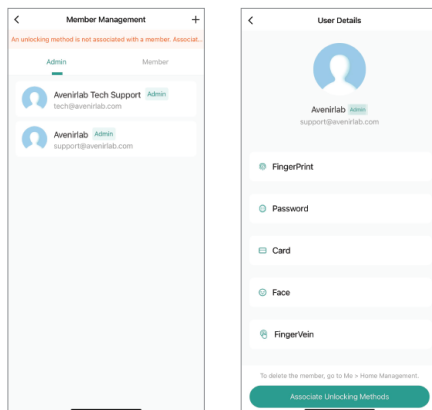 Member Management
An unlocking method is not associated with a member. Associat...
Admin
Member
Avenirlab Tech Support Admin
tech@avenirlab.com
Avenirlab Admin
support@avenirlab.com
User Details
Avenirlab Admin
support@avenirlab.com
FingerPrint
Password
Card
Face
FingerVein
To delete the member, go to Me > Home Management.
Associate Unlocking Methods